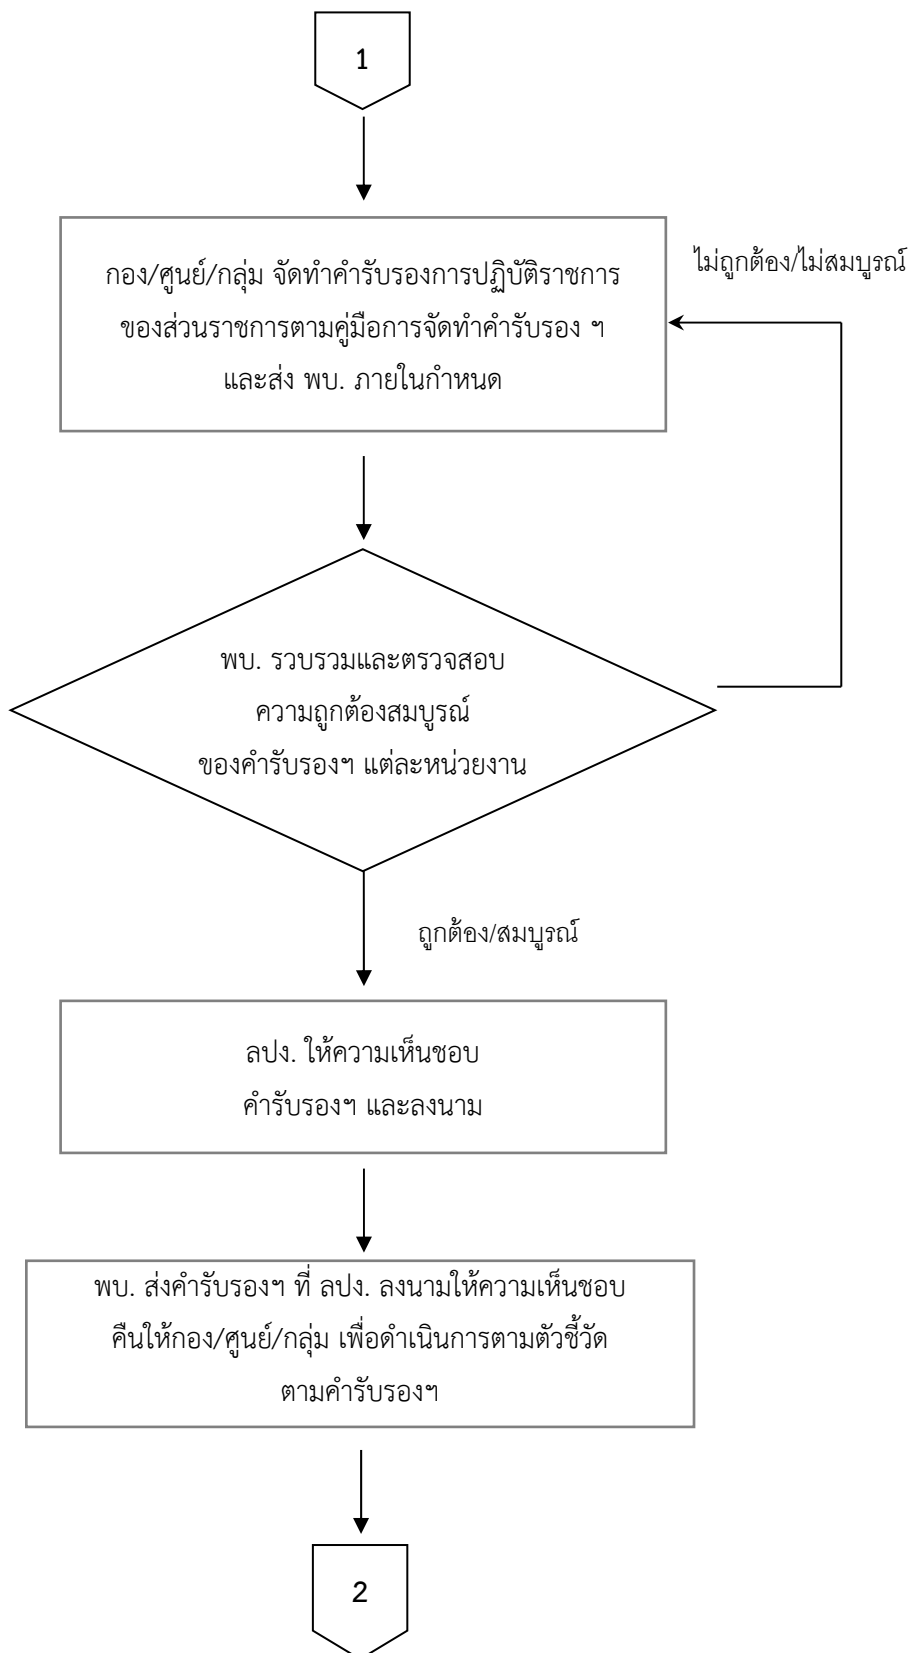 1
กอง/ศูนย์/กลุ่ม จัดทำคำรับรองการปฏิบัติราชการ
ของส่วนราชการตามคู่มือการจัดทำคำรับรอง ฯ
และส่ง พบ. ภายในกำหนด
ไม่ถูกต้อง/ไม่สมบูรณ์
พบ. รวบรวมและตรวจสอบ
ความถูกต้องสมบูรณ์
ของคำรับรองฯ แต่ละหน่วยงาน
ถูกต้อง/สมบูรณ์
ลปง. ให้ความเห็นชอบ
คำรับรองฯ และลงนาม
พบ. ส่งคำรับรองฯ ที่ ลปง. ลงนามให้ความเห็นชอบ
คืนให้กอง/ศูนย์/กลุ่ม เพื่อดำเนินการตามตัวชี้วัด
ตามคำรับรองฯ
2